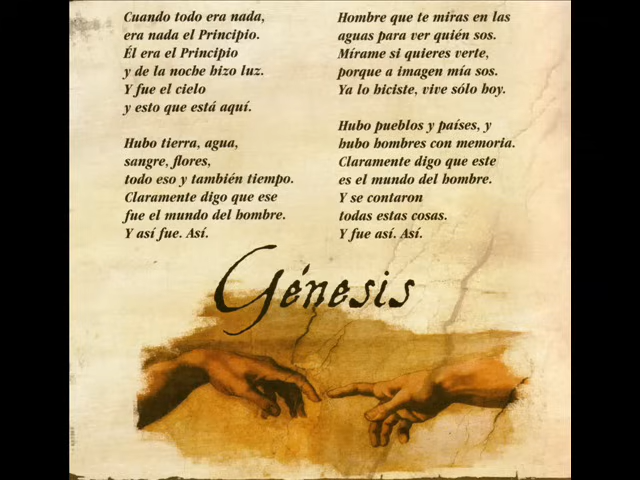 Cuando todo era nada,
era nada el Principio.
Él era el Principio
y de la noche hizo luz.
Y fue el cielo
y esto que está aquí.
Hubo tierra, agua,
sangre, flores,
todo eso y también tiempo.
Claramente digo que ese
fue el mundo del hombre.
Y así fue. Así.
Hombre que te miras en las
aguas para ver quién sos.
Mírame si quieres verte,
porque a imagen mía sos.
Ya lo hiciste, vive sólo hoy.
Hubo pueblos y países, y
hubo hombres con memoria.
Claramente digo que este
es el mundo del hombre.
Y se contaron
todas estas cosas.
Y fue así. Así.
Génesis